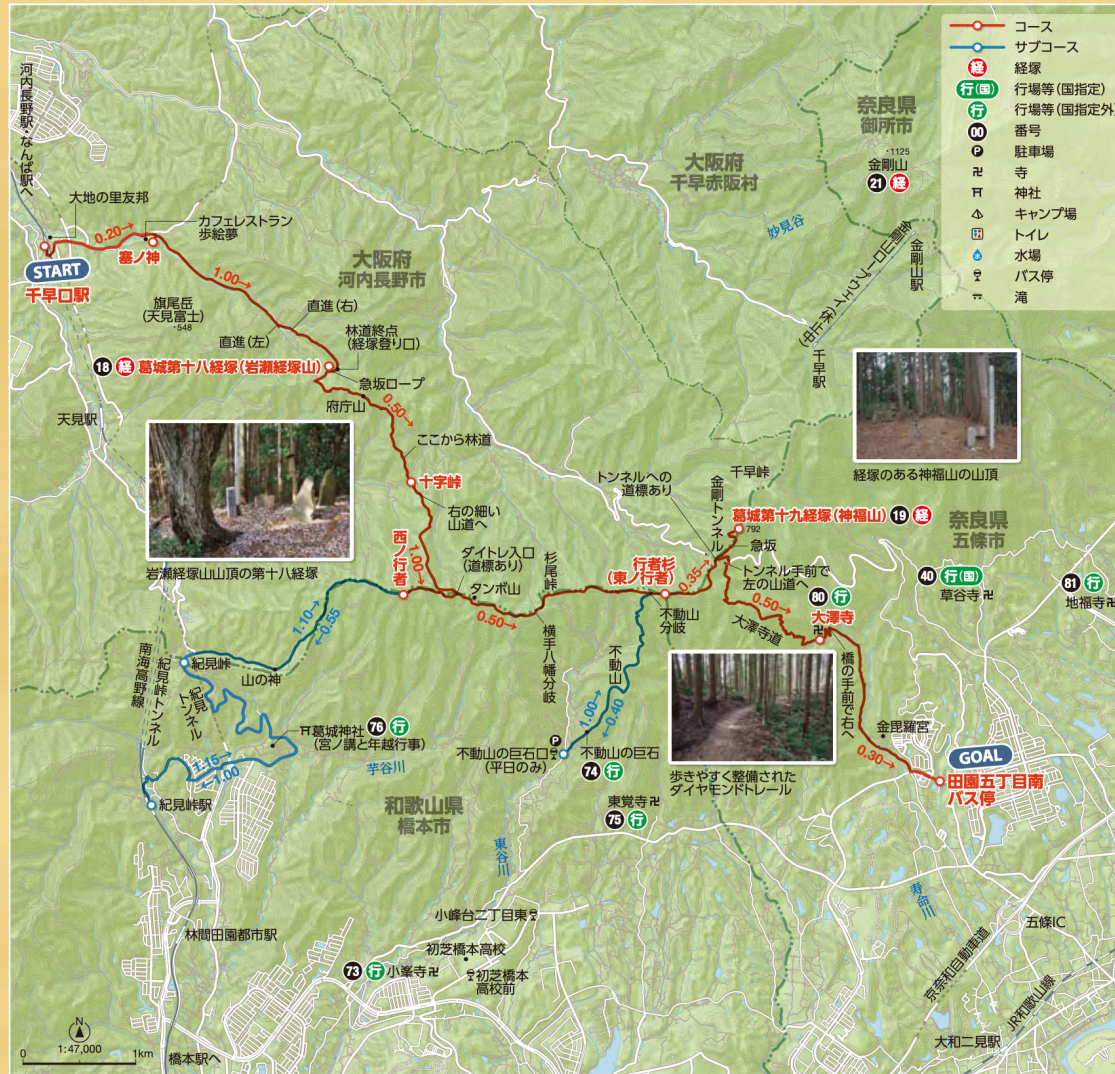 コース
サブコース
経 経塚
行(国) 行場等(国指定)
行 行場等(国指定外)
00 番号
P 駐車場
卍 寺
神社
キャンプ場
トイレ
水場
バス停
滝
奈良県
御所市
・1125
金剛山
21 経
大阪府
千早赤阪村
妙見谷
金剛山ロープウェイ(休止中)
金剛山駅
千早駅
河内長野駅・なんば駅へ
大地の里友邦
カフェレストラン
歩絵夢
0.20→
塞ノ神
START
千早口駅
1.00→
大阪府
河内長野市
旗尾岳
(天見富士)
・548
直進(右)
直進(左)
林道終点
(経塚登り口)
18 経 葛城第十八経塚(岩瀬経塚山)
急坂ロープ
府庁山
0.50→
天見駅
ここから林道
十字峠
右の細い
山道へ
岩瀬経塚山山頂の第十八経塚
経塚のある神福山の山頂
トンネルへの
道標あり
千早峠
金剛トンネル
葛城第十九経塚(神福山) 19 経
792
急坂
奈良県
五條市
西ノ行者
1.00→
ダイトレ入口
(道標あり)
タンボ山
杉尾峠
行者杉
(東ノ行者)
0.35→
トンネル手前で
左の山道へ
80 行
大澤寺
卍
40 行(国)
草谷寺卍
81 行
地福寺卍
0.50→
横手八幡分岐
不動山
分岐
0.50→
大澤寺道
1.10→
←0.55
紀見峠
山の神
紀見峠トンネル
南海高野線
紀見トンネル
葛城神社 76 行
(宮ノ講と年越行事)
1.15→
←1.00
芋谷川
紀見峠駅
不動山
1.00→
←0.40
P
不動山の巨石口
(平日のみ)
不動山の巨石
74 行
歩きやすく整備された
ダイヤモンドトレール
橋の手前で右へ
金毘羅宮
0.30→
GOAL
田園五丁目南
バス停
和歌山県
橋本市
東覚寺卍
75 行
東谷川
寿命川
小峰台二丁目東
初芝橋本高校
初芝橋本
高校前
73 行 小峯寺卍
林間田園都市駅
五條IC
京奈和自動車道
JR和歌山線
大和二見駅
N
1:47,000
0 1km
橋本駅へ